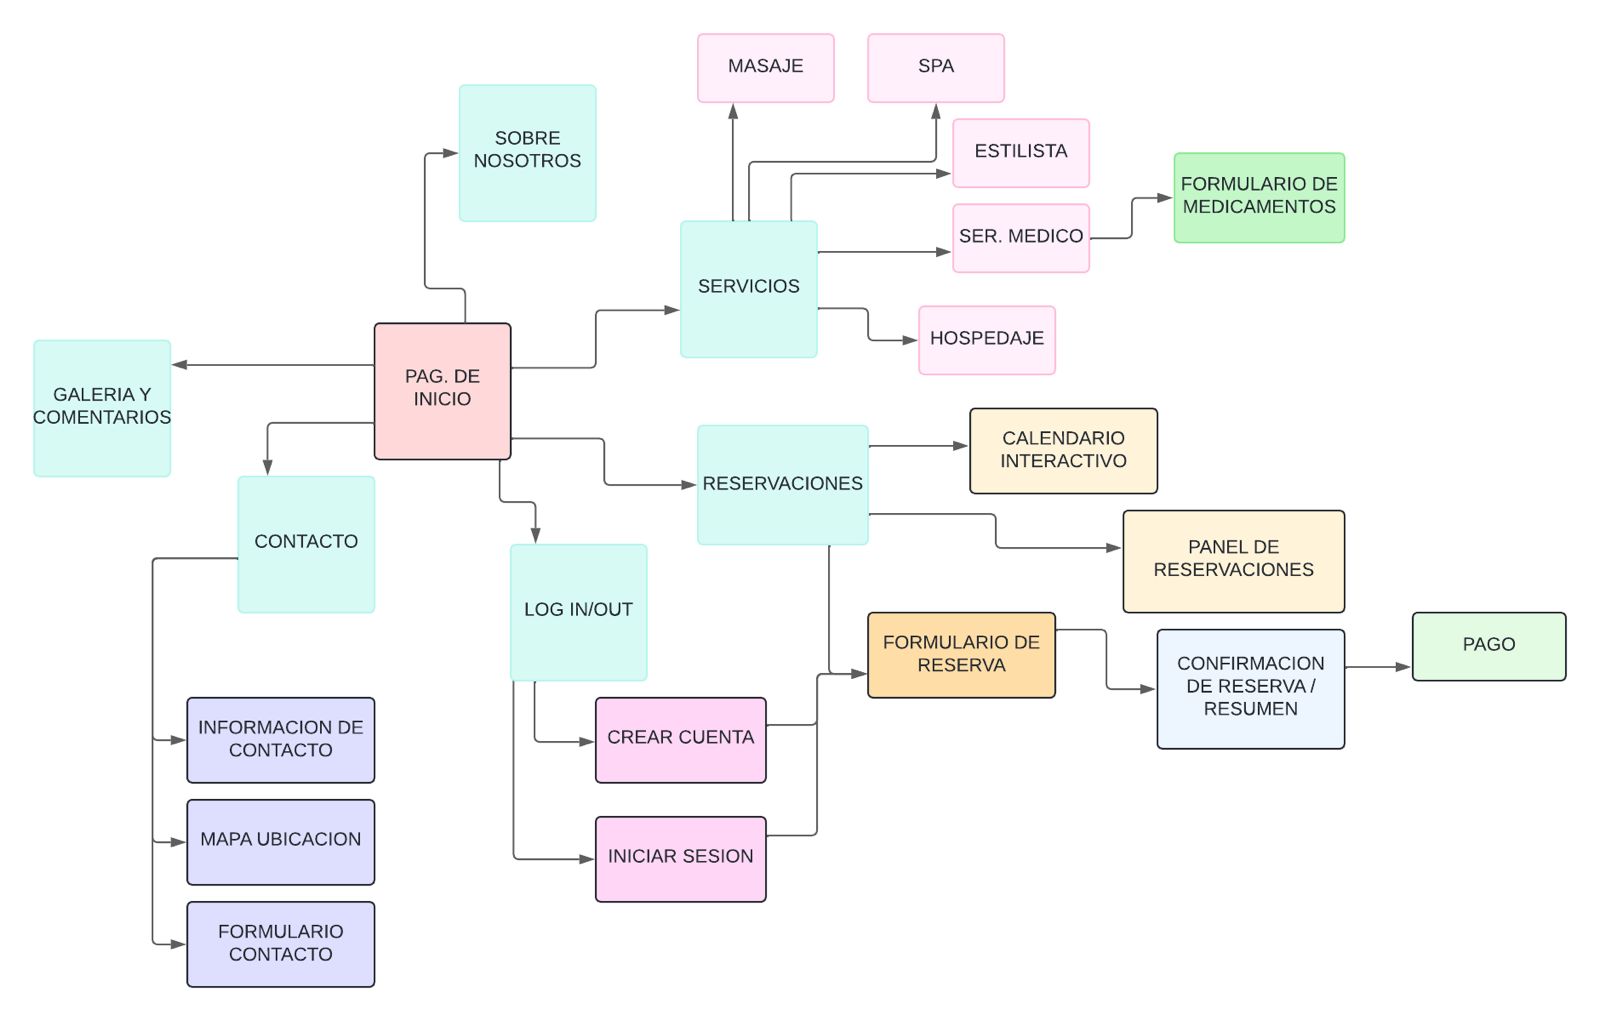 MASAJE
SPA
SOBRE
NOSOTROS
ESTILISTA
FORMULARIO DE
MEDICAMENTOS
SER. MEDICO
SERVICIOS
HOSPEDAJE
PAG. DE
INICIO
GALERIA Y
COMENTARIOS
CALENDARIO
INTERACTIVO
RESERVACIONES
CONTACTO
PANEL DE
RESERVACIONES
LOG IN/OUT
FORMULARIO DE
RESERVA
CONFIRMACION
DE RESERVA /
RESUMEN
PAGO
INFORMACION DE
CONTACTO
CREAR CUENTA
MAPA UBICACION
INICIAR SESION
FORMULARIO
CONTACTO